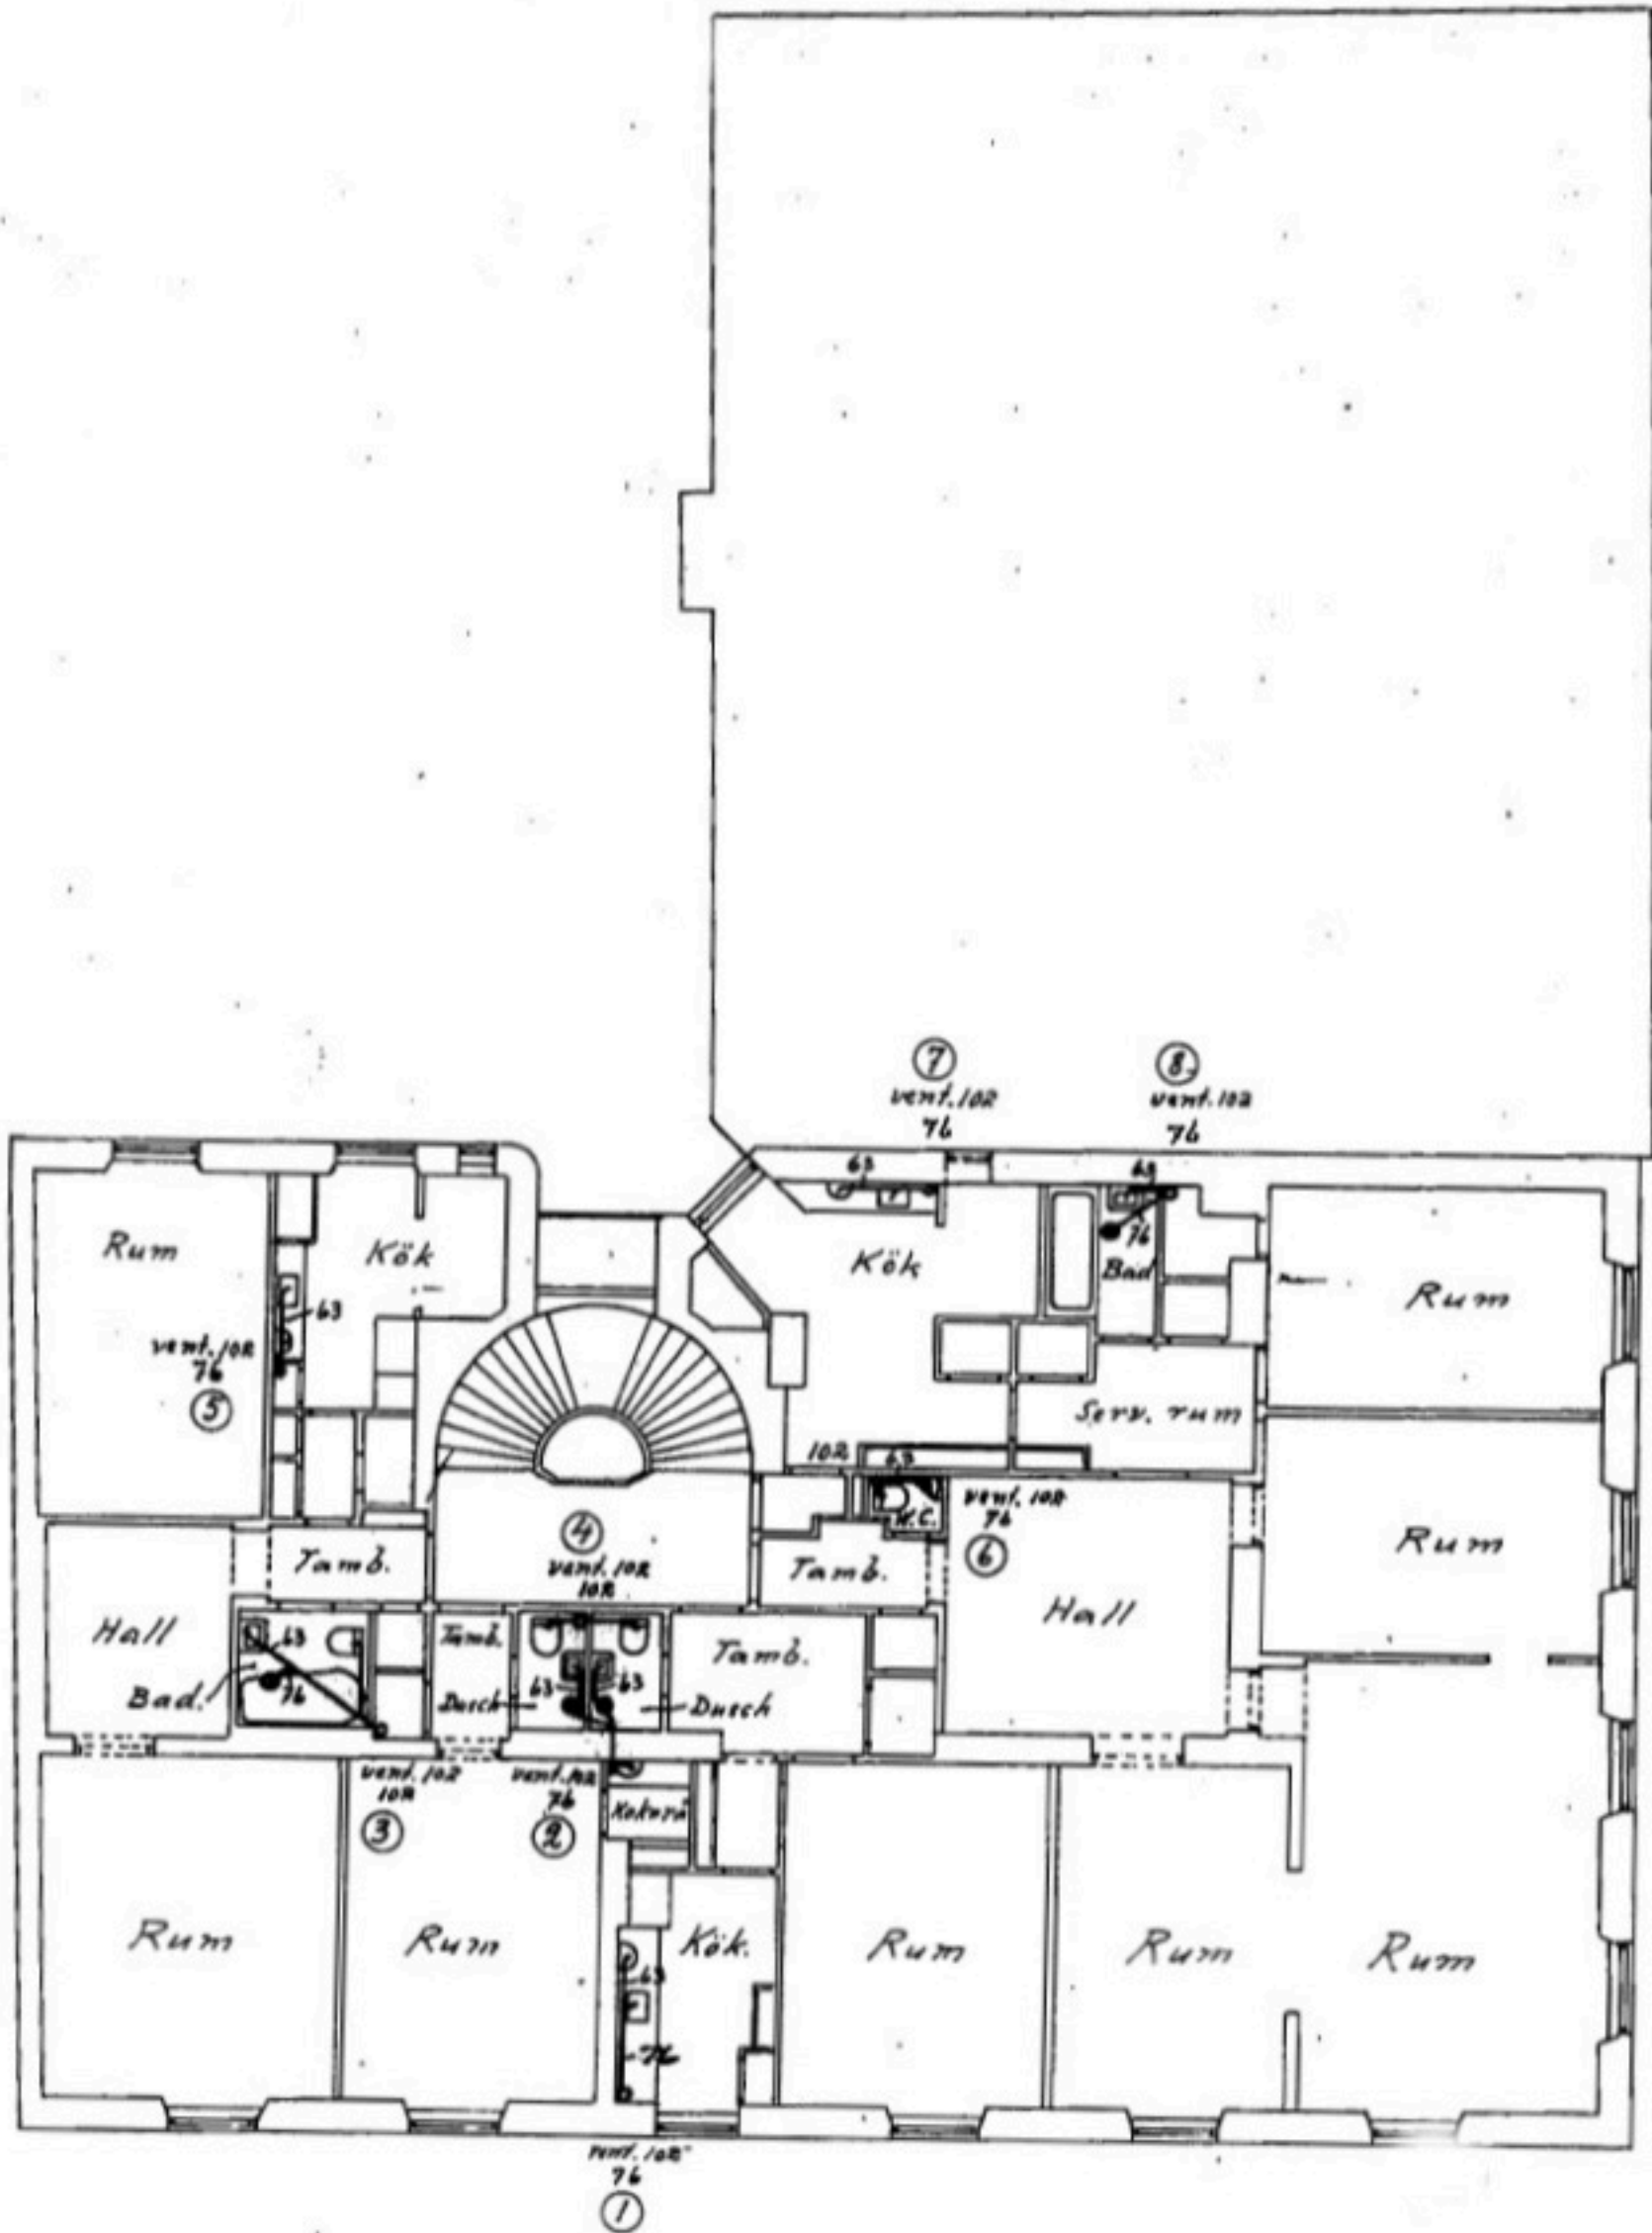 7
vent. 102
76
8.
vent. 102
76
63
63
76
Rum
Kök
Kök
Bad
Rum
63
vent. 102
76
5
Serv. rum
102
63
vent. 102
76
6
W.C.
4
vent. 102
102
Tamb.
Tamb.
Rum
Hall
Hall
63
Tamb.
Tamb.
Bad.
76
Dusch
63
63
Dusch
vent. 102
102
3
vent. 102
76
2
Kokvrå
Rum
Rum
Kök.
Rum
Rum
Rum
63
76
vent. 102
76
1